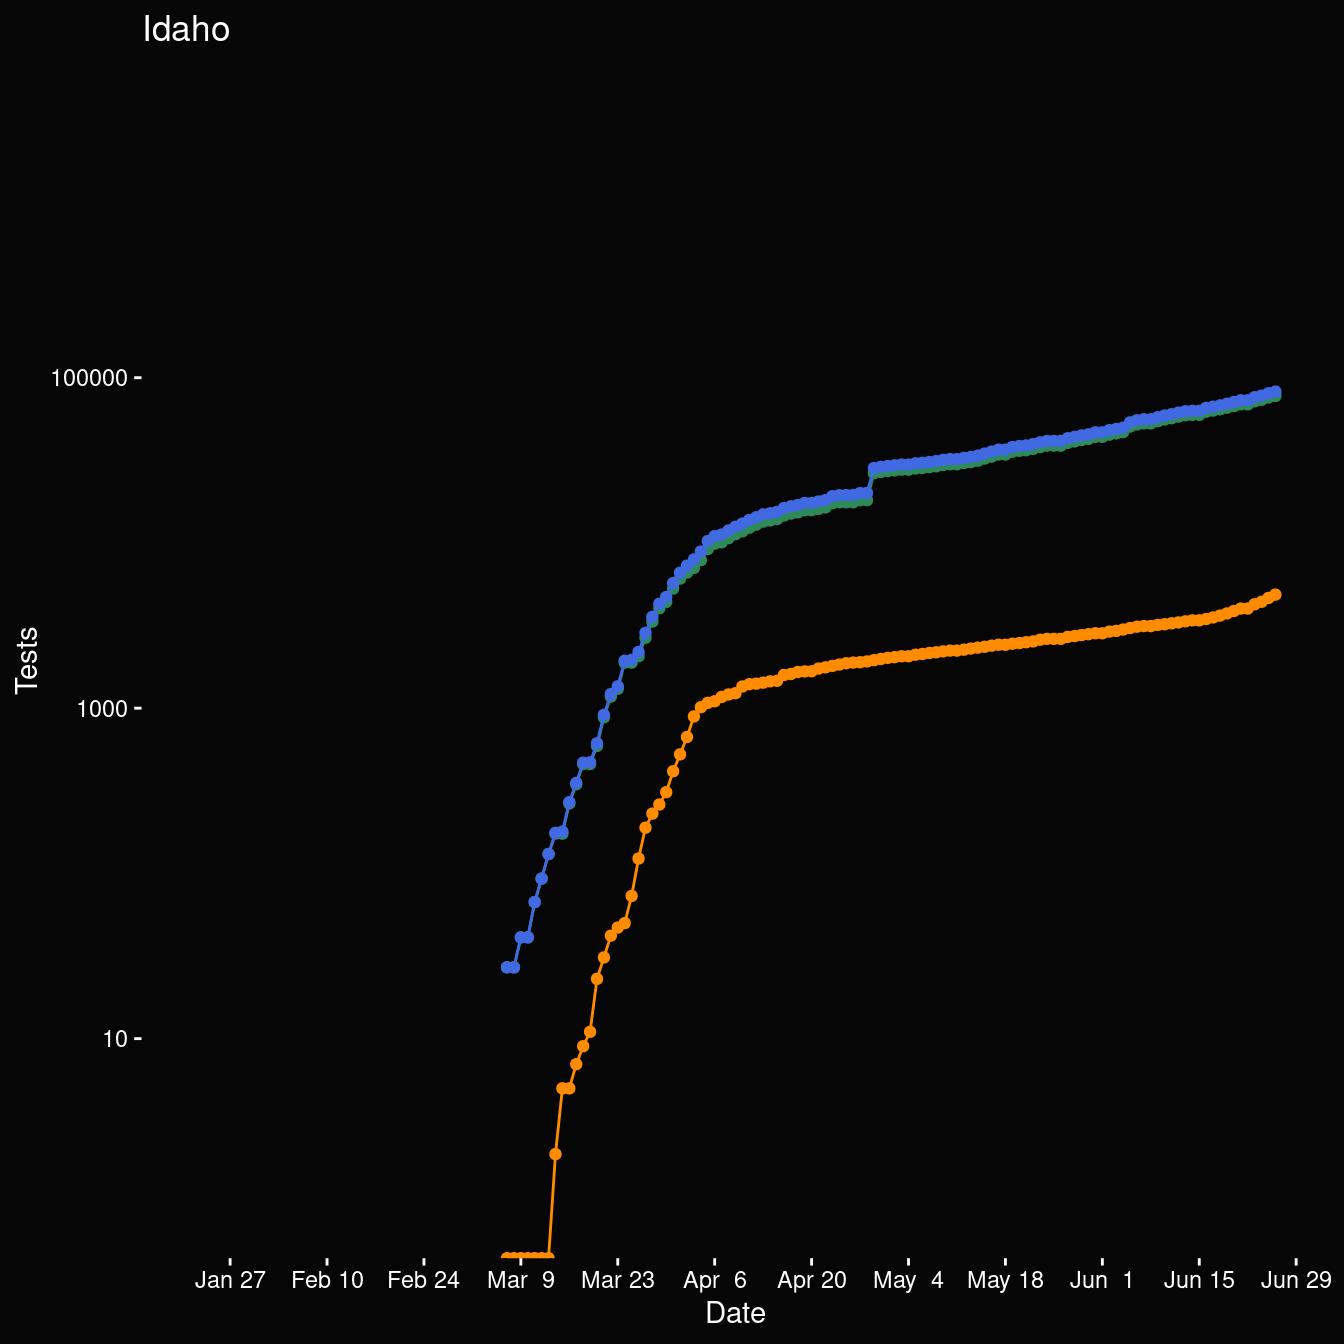 Idaho
100000
1000
10
Tests
Jan 27
Feb 10
Feb 24
Mar  9
Mar 23
Apr  6
Apr 20
May  4
May 18
Jun  1
Jun 15
Jun 29
Date